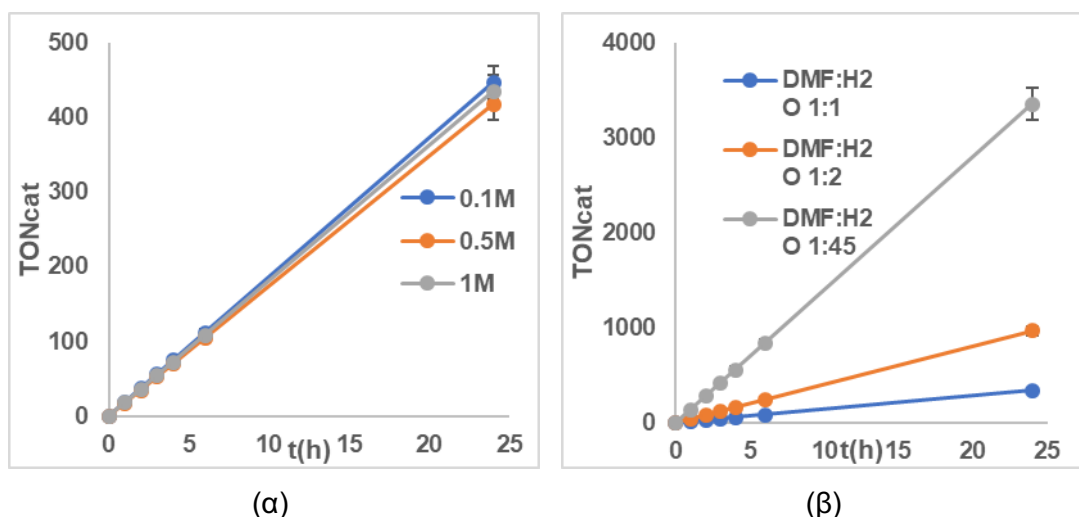 500
400
300
200
100
0
TONcat
0.1M
0.5M
1M
0 5 10 15 20 25
t(h)
(α)
4000
3000
2000
1000
0
TONcat
DMF:H2
O 1:1
DMF:H2
O 1:2
DMF:H2
O 1:45
0 5 10 15 20 25
t(h)
(β)